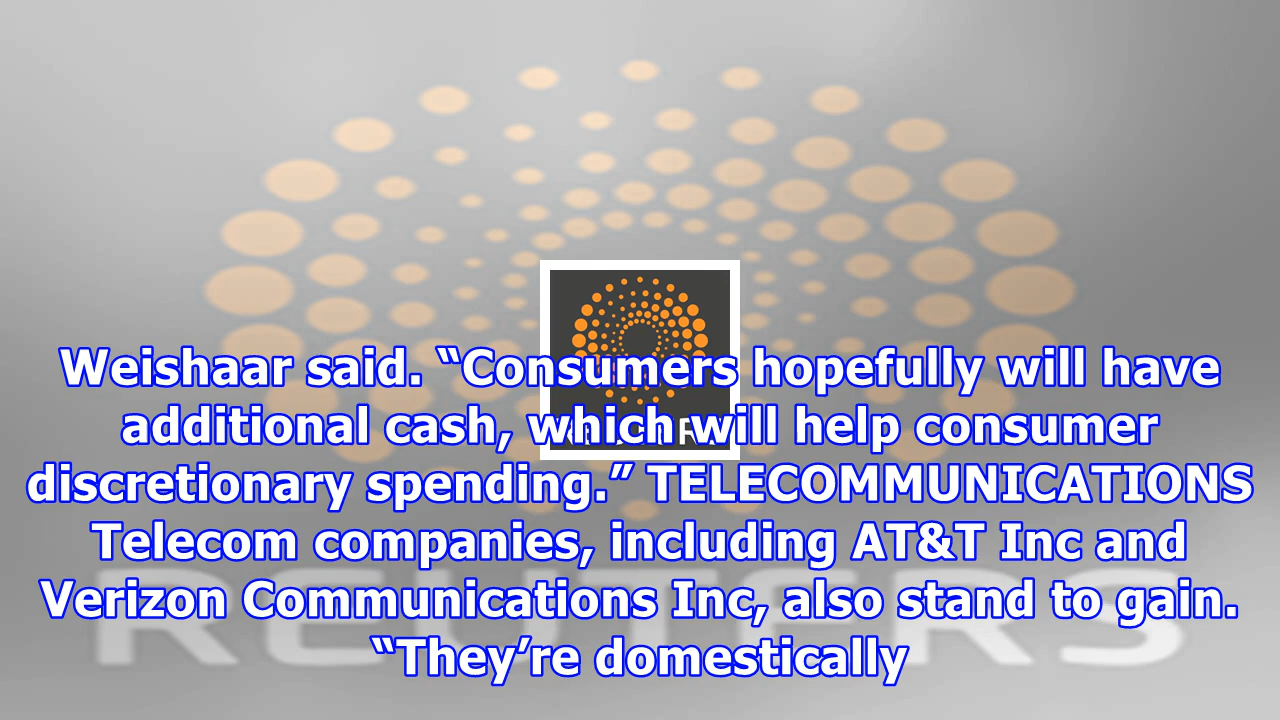 Weishaar said. “Consumers hopefully will have
additional cash, which will help consumer
discretionary spending.” TELECOMMUNICATIONS
Telecom companies, including AT&T Inc and
Verizon Communications Inc, also stand to gain.
“They’re domestically
REUTERS